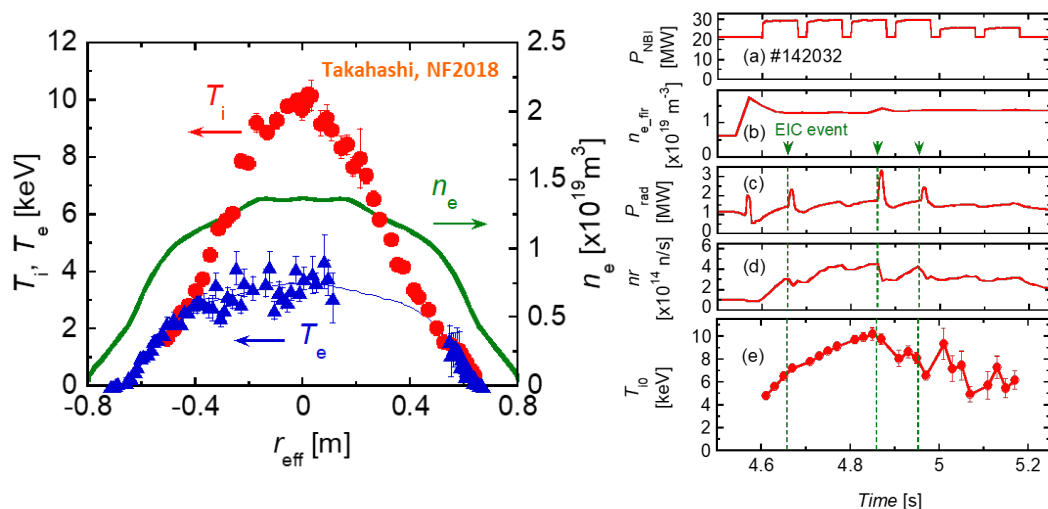 Takahashi, NF2018
T_i
n_e
T_e
T_i, T_e [keV]
12
10
8
6
4
2
0
n_e [x10^19 m^3]
2.5
2
1.5
1
0.5
0
-0.8
-0.4
0
0.4
0.8
r_eff [m]
P_NBI
[MW]
40
30
20
10
0
(a) #142032
n_e_fir
[x10^19 m^-3]
2
1
0
(b)
EIC event
P_rad
[MW]
3
2
1
0
(c)
nr
[x10^14 n/s]
6
4
2
0
(d)
T_i0
[keV]
10
8
6
4
2
0
(e)
4.6
4.8
5
5.2
Time [s]